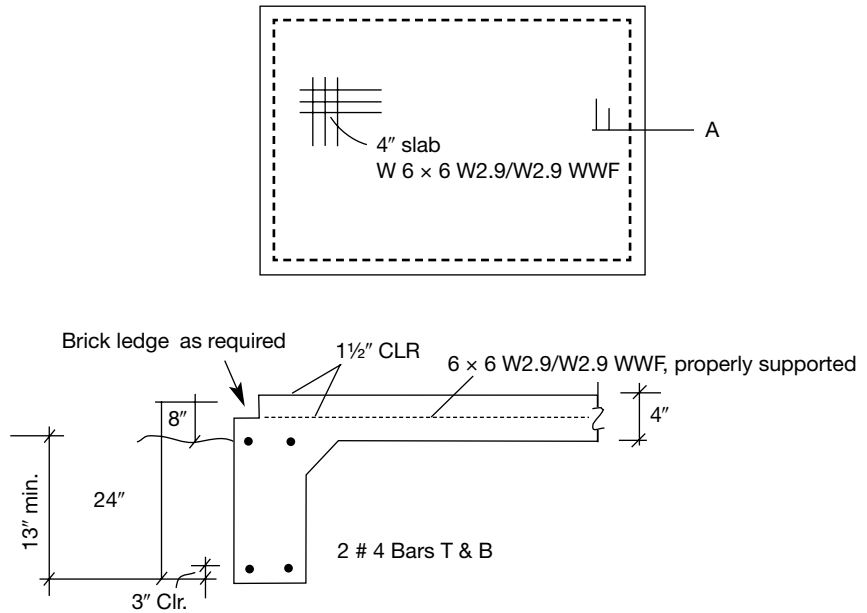 A
4″ slab
W 6 × 6 W2.9/W2.9 WWF
Brick ledge as required
1½″ CLR
6 × 6 W2.9/W2.9 WWF, properly supported
8″
4″
13″ min.
24″
2 # 4 Bars T & B
3″ Clr.